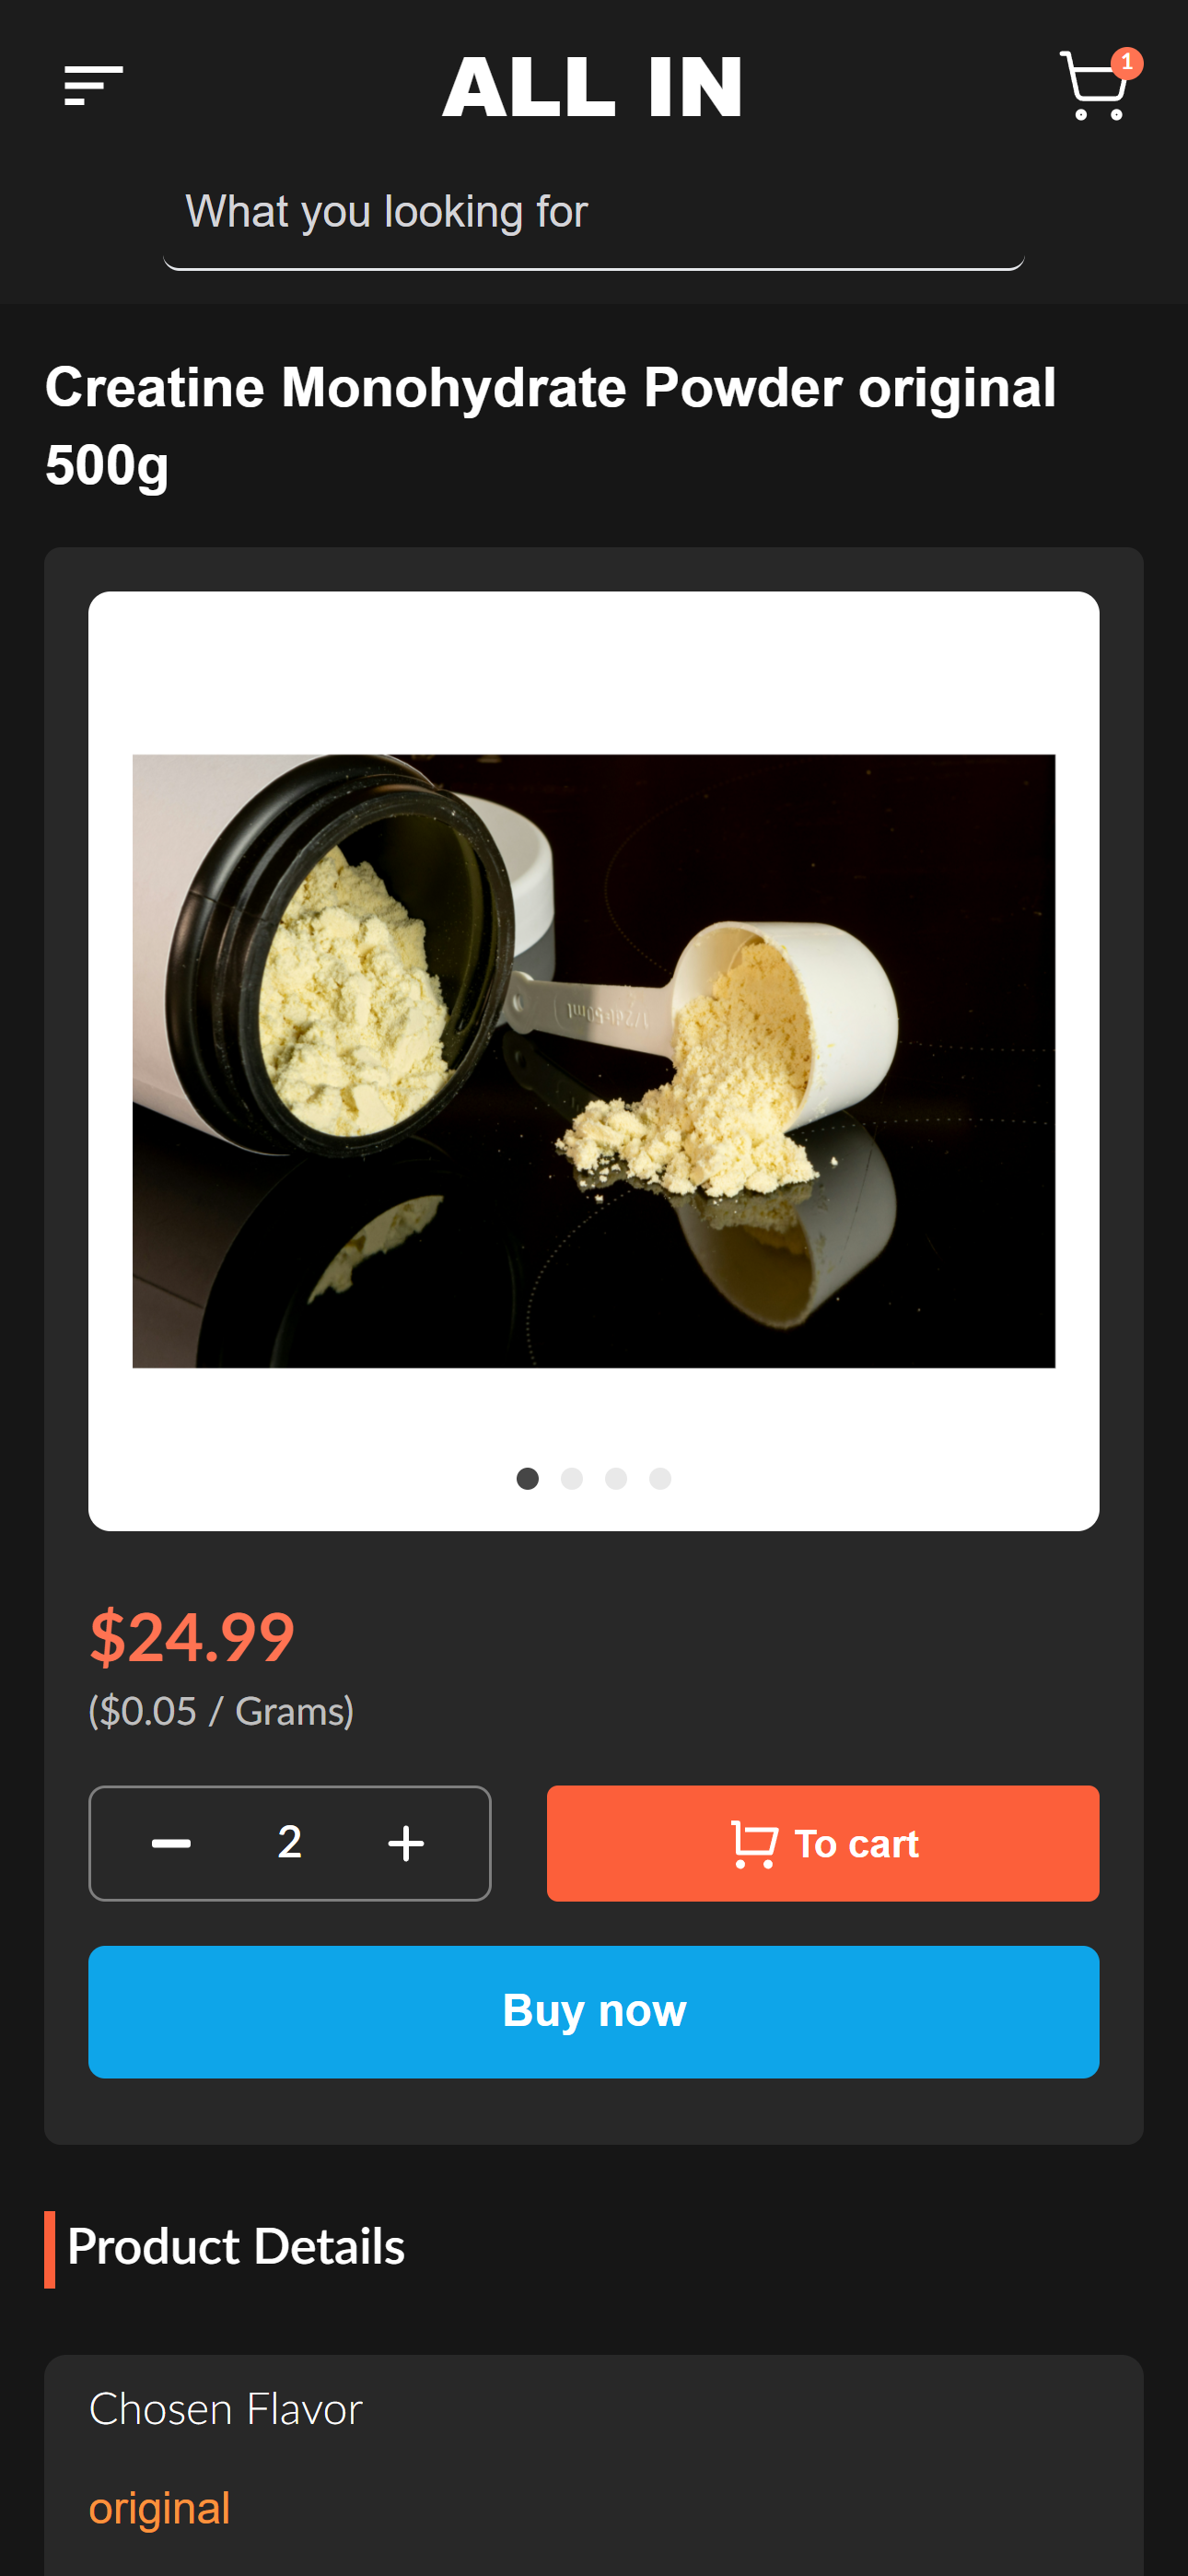 ALL IN
1
What you looking for
Creatine Monohydrate Powder original
500g
$24.99
($0.05 / Grams)
2
To cart
Buy now
Product Details
Chosen Flavor
original